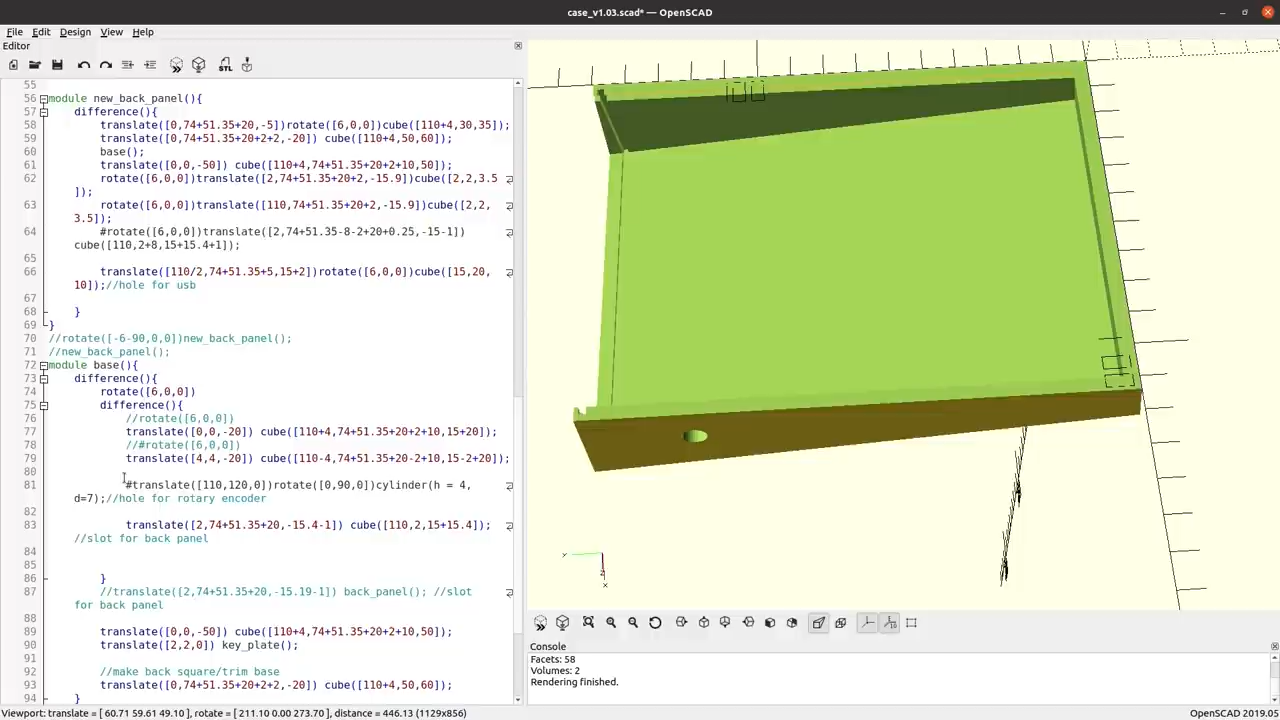 case_v1.03.scad* — OpenSCAD
File Edit Design View Help
Editor
STL
55
56 module new_back_panel(){
57 difference(){
58 translate([0,74+51.35+20,-5])rotate([6,0,0])cube([110+4,30,35]);
59 translate([0,74+51.35+20+2+2,-20]) cube([110+4,50,60]);
60 base();
61 translate([0,0,-50]) cube([110+4,74+51.35+20+2+10,50]);
62 rotate([6,0,0])translate([2,74+51.35+20+2,-15.9])cube([2,2,3.5
]);
63 rotate([6,0,0])translate([110,74+51.35+20+2,-15.9])cube([2,2,
3.5]);
64 #rotate([6,0,0])translate([2,74+51.35-8-2+20+0.25,-15-1])
cube([110,2+8,15+15.4+1]);
65
66 translate([110/2,74+51.35+5,15+2])rotate([6,0,0])cube([15,20,
10]);//hole for usb
67
68 }
69 }
70 //rotate([-6-90,0,0])new_back_panel();
71 //new_back_panel();
72 module base(){
73 difference(){
74 rotate([6,0,0])
75 difference(){
76 //rotate([6,0,0])
77 translate([0,0,-20]) cube([110+4,74+51.35+20+2+10,15+20]);
78 //#rotate([6,0,0])
79 translate([4,4,-20]) cube([110-4,74+51.35+20-2+10,15-2+20]);
80
81 #translate([110,120,0])rotate([0,90,0])cylinder(h = 4,
d=7);//hole for rotary encoder
82
83 translate([2,74+51.35+20,-15.4-1]) cube([110,2,15+15.4]);
//slot for back panel
84
85
86 }
87 //translate([2,74+51.35+20,-15.19-1]) back_panel(); //slot
for back panel
88
89 translate([0,0,-50]) cube([110+4,74+51.35+20+2+10,50]);
90 translate([2,2,0]) key_plate();
91
92 //make back square/trim base
93 translate([0,74+51.35+20+2+2,-20]) cube([110+4,50,60]);
94 }
Console
Facets: 58
Volumes: 2
Rendering finished.
Viewport: translate = [ 60.71 59.61 49.10 ], rotate = [ 211.10 0.00 273.70 ], distance = 446.13 (1129x856)
OpenSCAD 2019.05